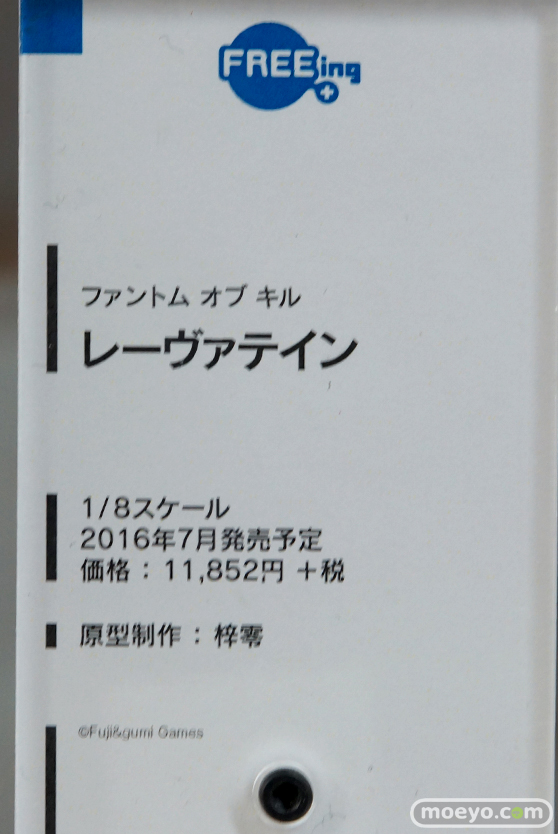 FREEing
ファントム オブ キル
レーヴァテイン
1/8スケール
2016年7月発売予定
価格：11,852円 +税
原型制作：梓零
©Fuji&gumi Games
moeyo.com